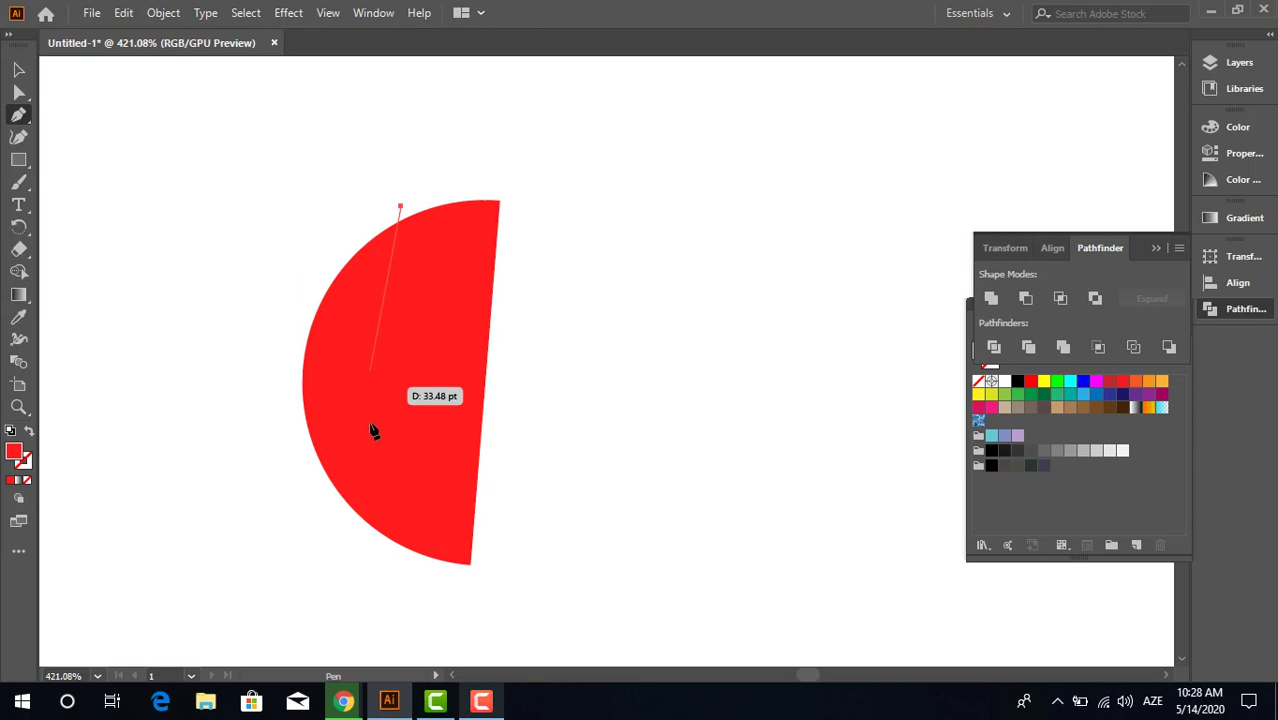 Ai File Edit Object Type Select Effect View Window Help Essentials Search Adobe Stock
Untitled-1* @ 421.08% (RGB/GPU Preview)
Layers
Libraries
Color
Proper...
Color ...
Gradient
Transf...
Align
Pathfin...
Transform Align Pathfinder
Shape Modes:
Expand
Pathfinders:
D: 33.48 pt
421.08% 1 Pen
Ai AZE 10:28 AM
5/14/2020